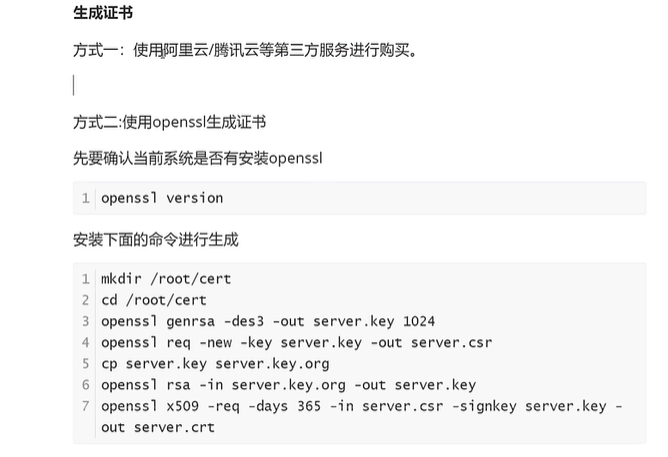 生成证书
方式一：使用阿里云/腾讯云等第三方服务进行购买。
方式二:使用openssl生成证书
先要确认当前系统是否有安装openssl
1 openssl version
安装下面的命令进行生成
1 mkdir /root/cert
2 cd /root/cert
3 openssl genrsa -des3 -out server.key 1024
4 openssl req -new -key server.key -out server.csr
5 cp server.key server.key.org
6 openssl rsa -in server.key.org -out server.key
7 openssl x509 -req -days 365 -in server.csr -signkey server.key -
out server.crt